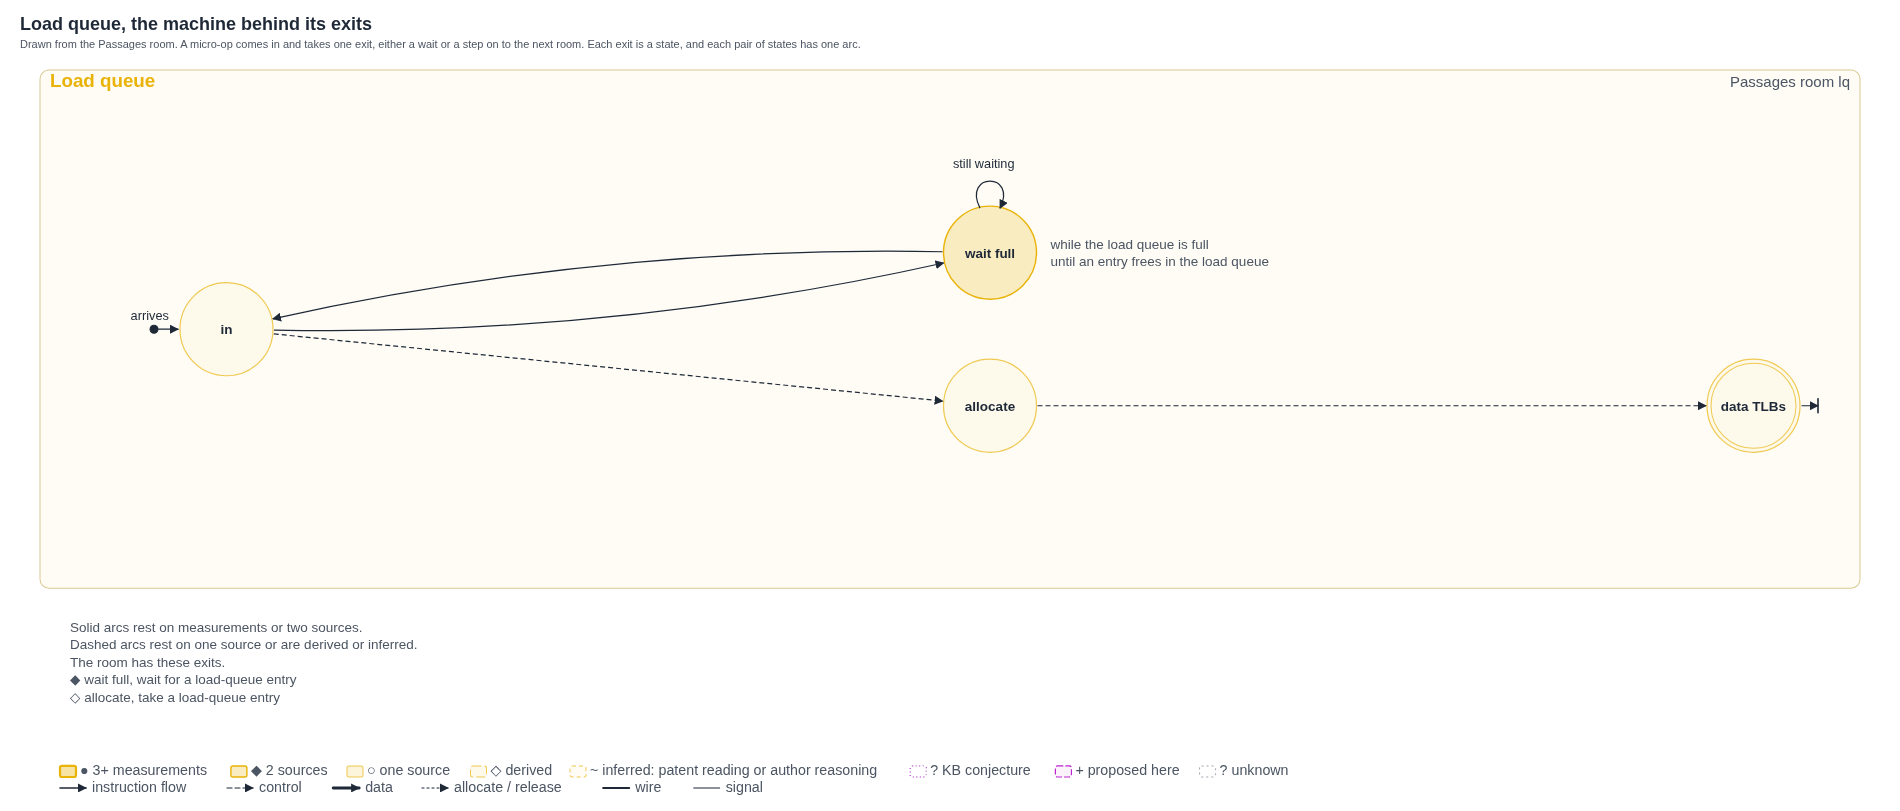 Load queue, the machine behind its exits
Drawn from the Passages room. A micro-op comes in and takes one exit, either a wait or a step on to the next room. Each exit is a state, and each pair of states has one arc.
Load queue
Passages room lq
still waiting
wait full
while the load queue is full
until an entry frees in the load queue
arrives
in
allocate
data TLBs
Solid arcs rest on measurements or two sources.
Dashed arcs rest on one source or are derived or inferred.
The room has these exits.
◆ wait full, wait for a load-queue entry
◇ allocate, take a load-queue entry
● 3+ measurements ◆ 2 sources ○ one source ◇ derived ~ inferred: patent reading or author reasoning ? KB conjecture + proposed here ? unknown
instruction flow control data allocate / release wire signal